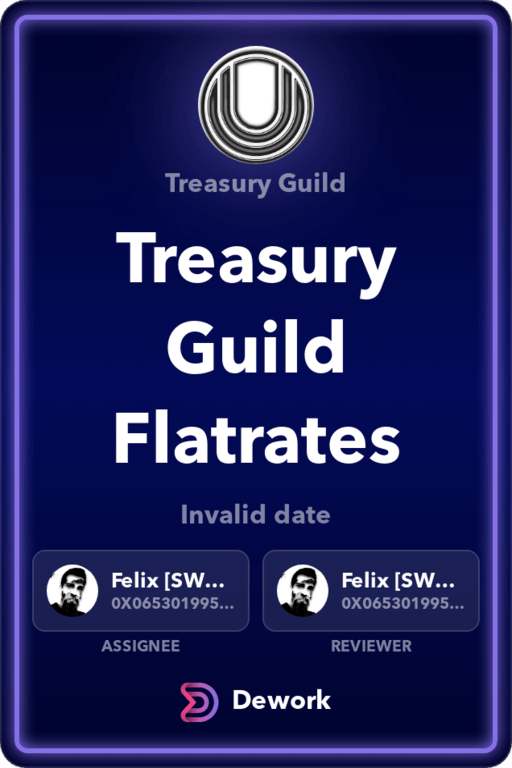 Treasury Guild
Treasury
Guild
Flatrates
Invalid date
Felix [SW... Felix [SW...
0X065301995... 0X065301995...
ASSIGNEE REVIEWER
Dework